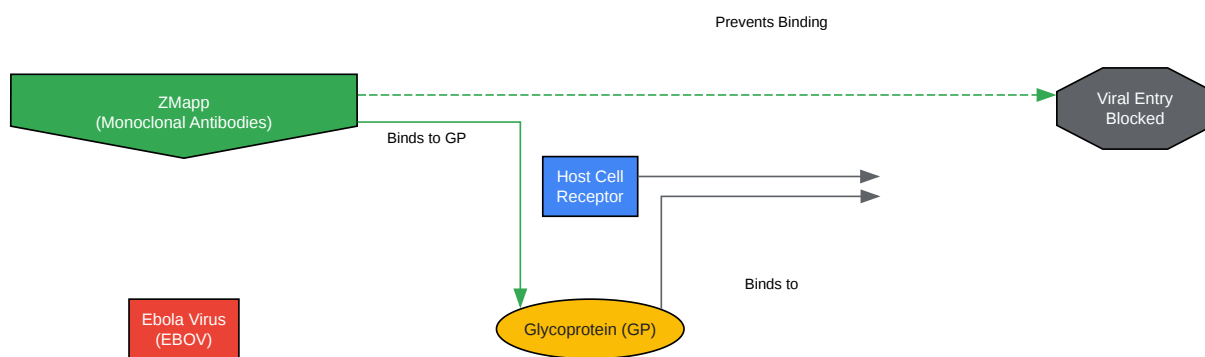 Prevents Binding
ZMapp
(Monoclonal Antibodies)
Viral Entry
Blocked
Binds to GP
Host Cell
Receptor
Binds to
Ebola Virus
(EBOV)
Glycoprotein (GP)